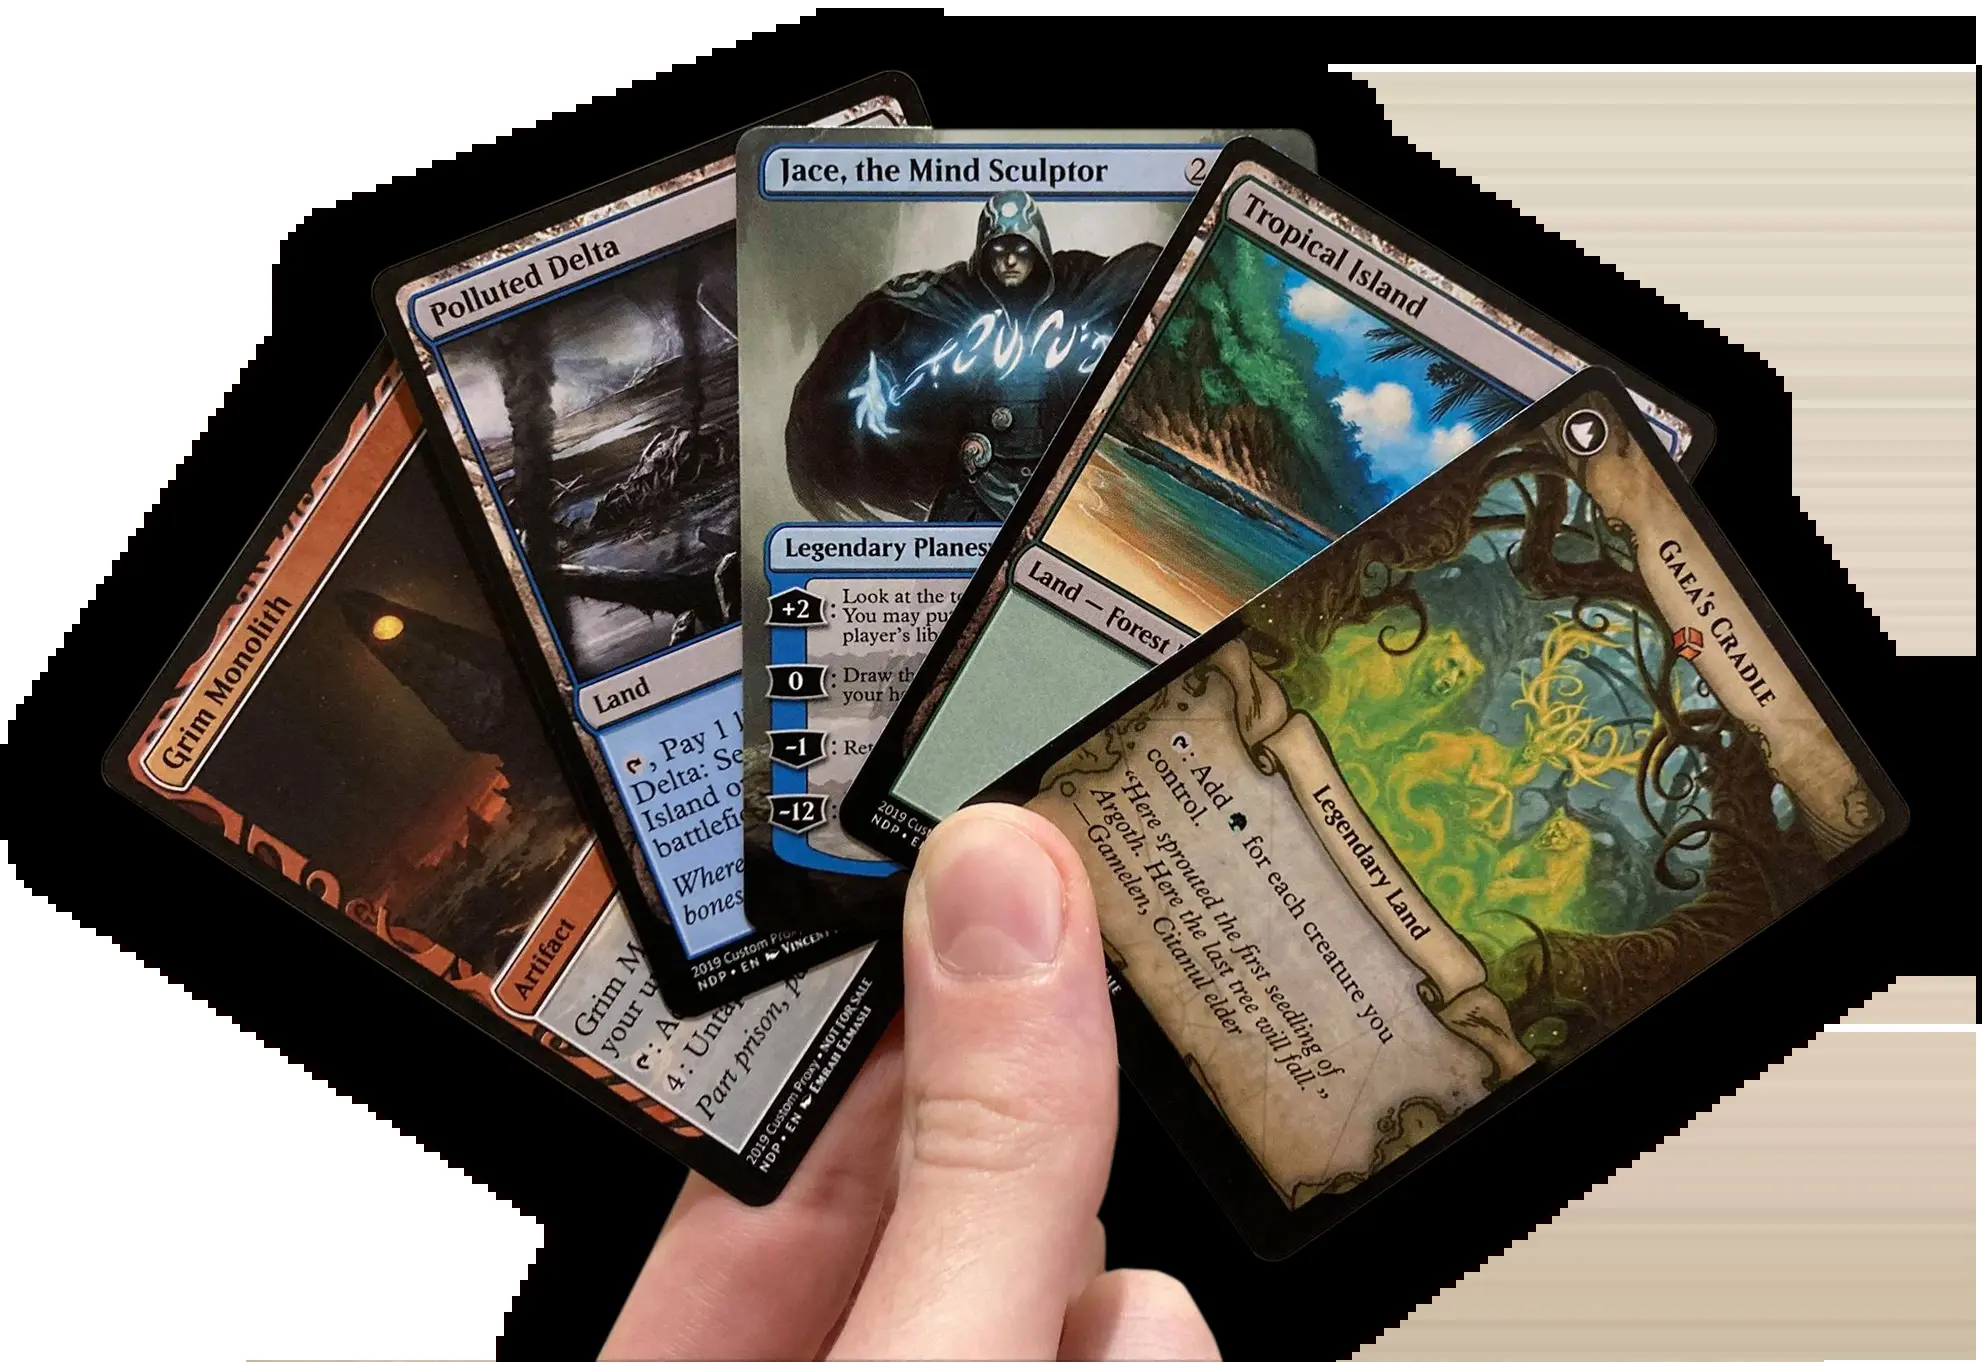 Grim Monolith
Artifact
Grim M
your u
: A
4: Untap
Part prison, p
2019 Custom Proxy • NOT FOR SALE
NDP • EN EMRAH ELMASLI
Polluted Delta
Land
, Pay 1 l
Delta: Se
Island o
battlefie
Where
bones
2019 Custom Prox
NDP • EN VINCENT
Jace, the Mind Sculptor
2
Legendary Planes
+2 : Look at the to
You may pu
player's lib
0 : Draw th
your ha
-1 : Ret
-12 :
Tropical Island
Land — Forest
2019 Cust
NDP • E
GAEA'S CRADLE
Legendary Land
: Add for each creature you
control.
“Here sprouted the first seedling of
Argoth. Here the last tree will fall.”
—Gamelen, Citanul elder